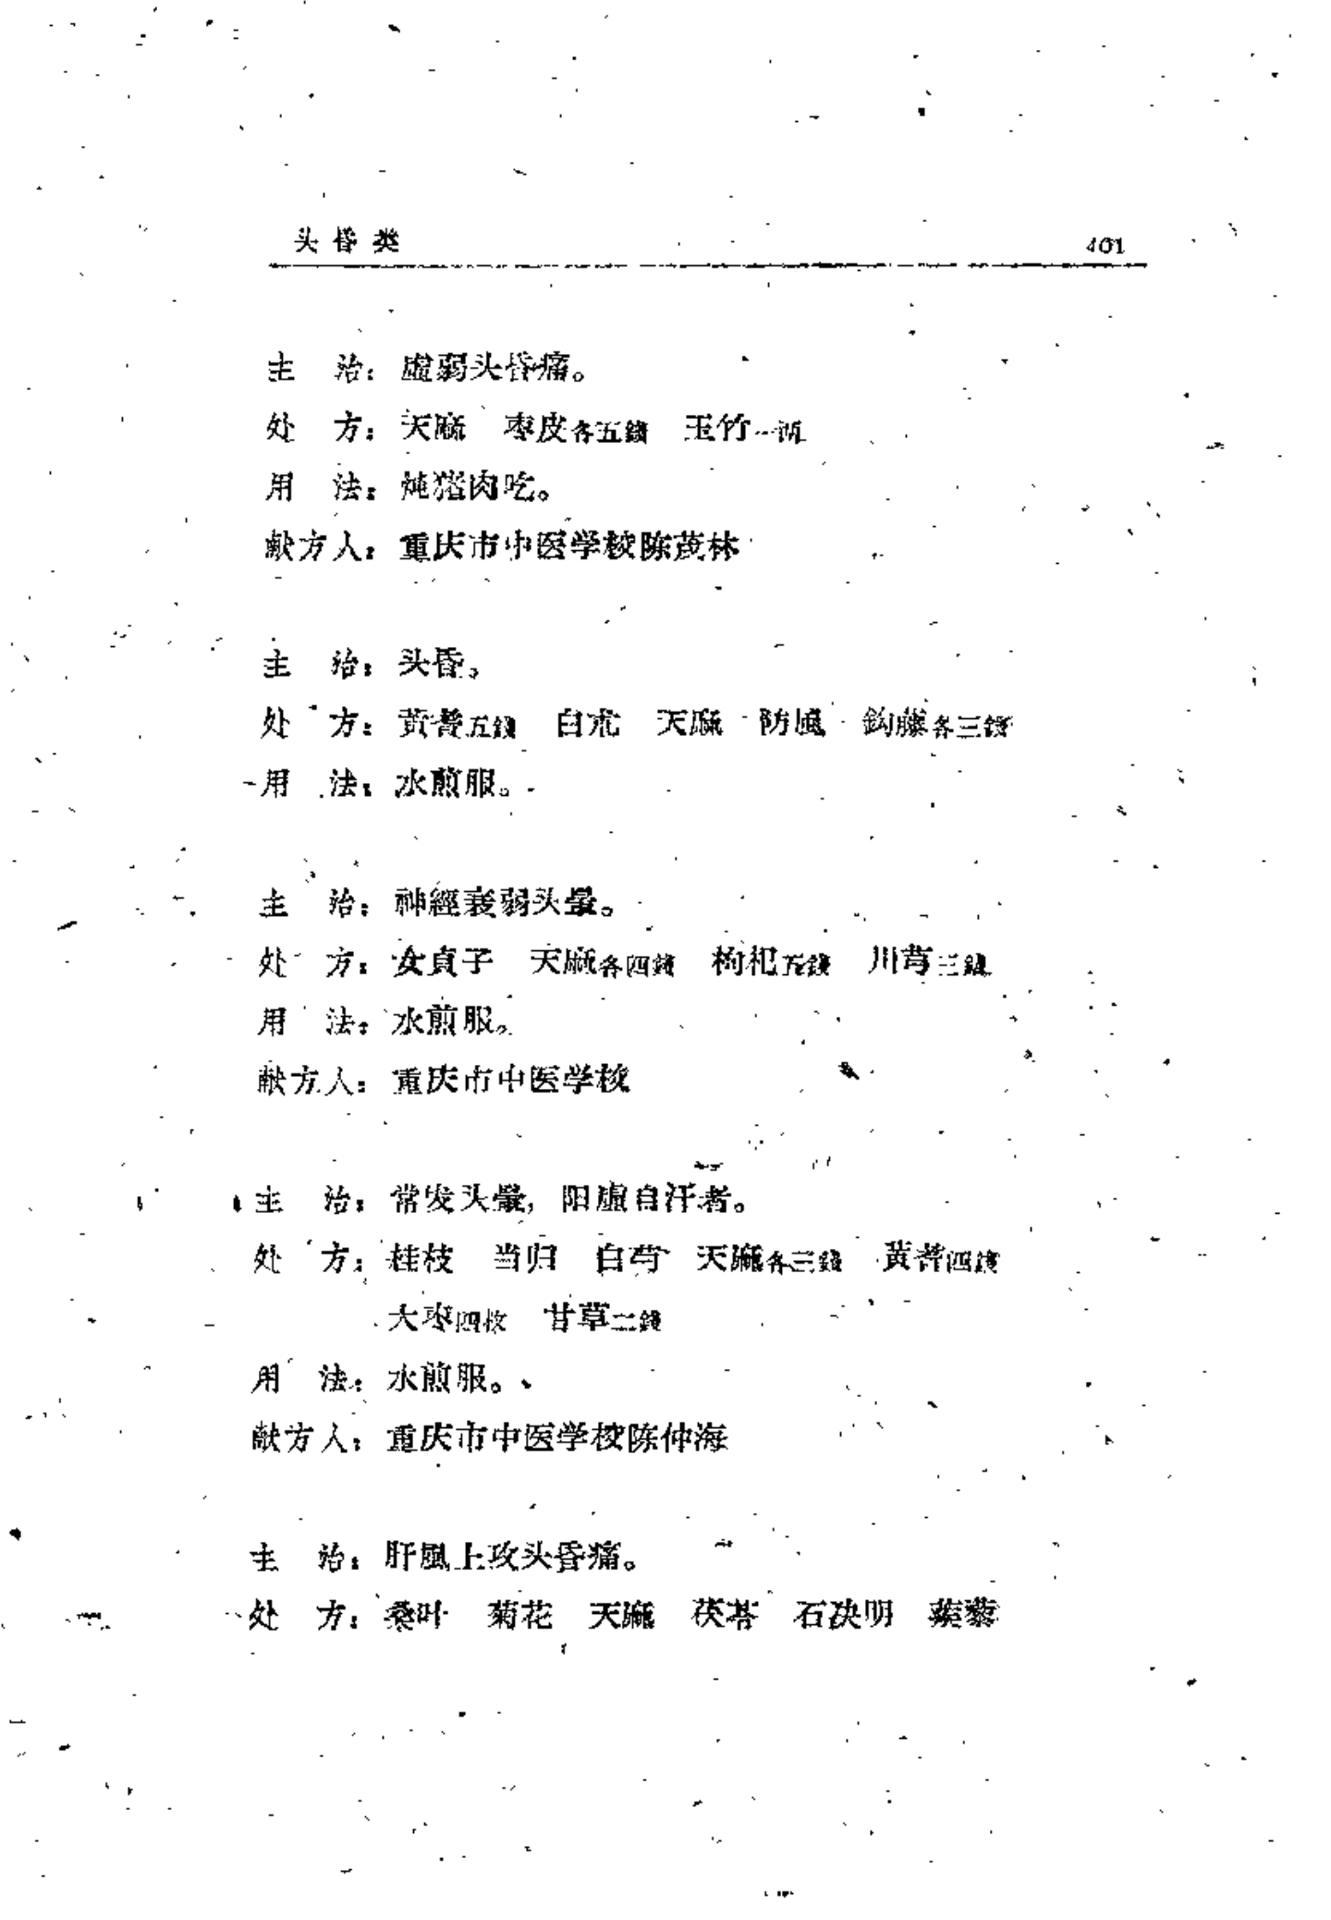 头昏类 401
主 治：虚弱头昏痛。
处 方：天麻 枣皮各五錢 玉竹一両
用 法：炖猪肉吃。
献方人：重庆市中医学校陈茂林
主 治：头昏。
处 方：黄蓍五錢 白朮 天麻 防風 鈎藤各三錢
用 法：水煎服。
主 治：神經衰弱头暈。
处 方：女貞子 天麻各四錢 枸杞五錢 川芎三錢
用 法：水煎服。
献方人：重庆市中医学校
主 治：常发头暈，阳虚自汗者。
处 方：桂枝 当归 白芍 天麻各三錢 黄蓍四錢
大枣四枚 甘草二錢
用 法：水煎服。
献方人：重庆市中医学校陈仲海
主 治：肝風上攻头昏痛。
处 方：桑叶 菊花 天麻 茯苓 石决明 蒺藜